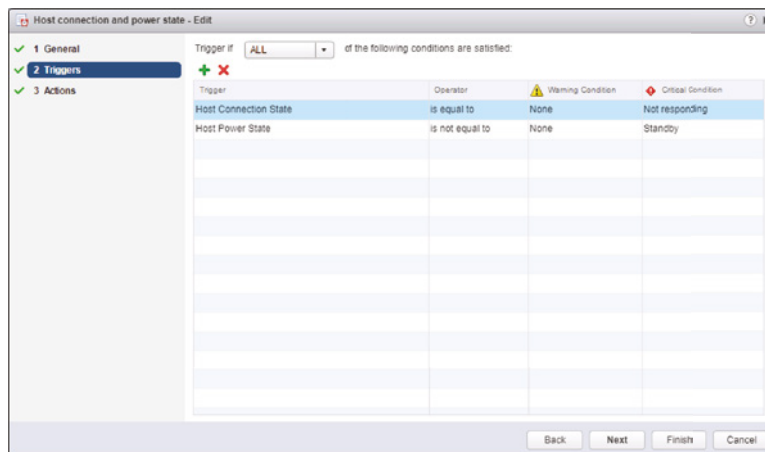 Host connection and power state - Edit
?
1 General
2 Triggers
3 Actions
Trigger if ALL of the following conditions are satisfied:
Trigger Operator Warning Condition Critical Condition
Host Connection State is equal to None Not responding
Host Power State is not equal to None Standby
Back Next Finish Cancel